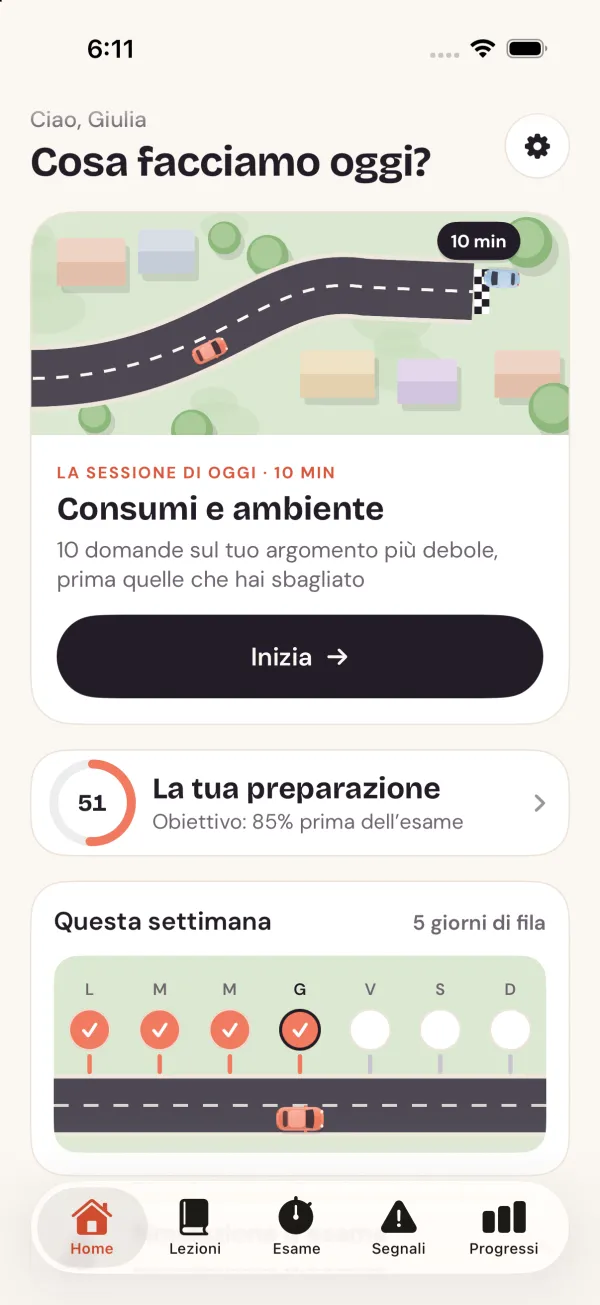 6:11
Ciao, Giulia
Cosa facciamo oggi?
10 min
LA SESSIONE DI OGGI · 10 MIN
Consumi e ambiente
10 domande sul tuo argomento più debole,
prima quelle che hai sbagliato
Inizia →
51
La tua preparazione
Obiettivo: 85% prima dell’esame
Questa settimana
5 giorni di fila
L M M G V S D
Home Lezioni Esame Segnali Progressi